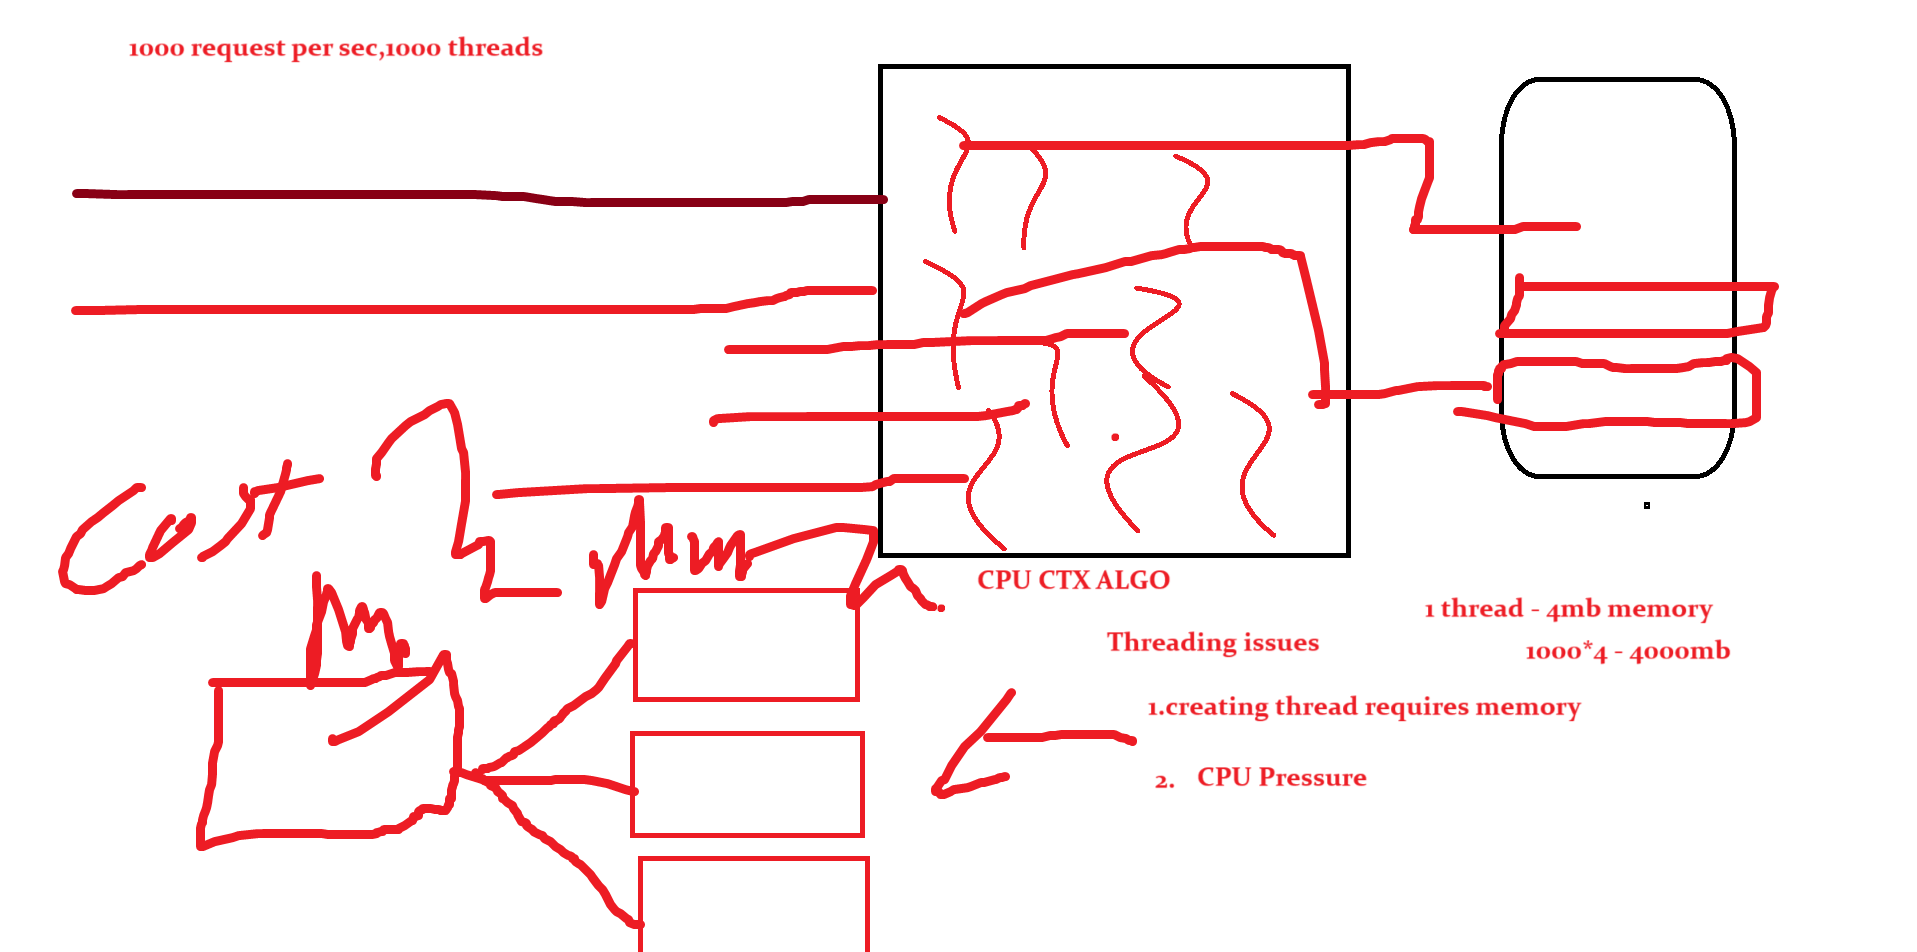 1000 request per sec,1000 threads
Cost
CPU CTX ALGO
1 thread - 4mb memory
Threading issues
1000*4 - 4000mb
1.creating thread requires memory
2. CPU Pressure